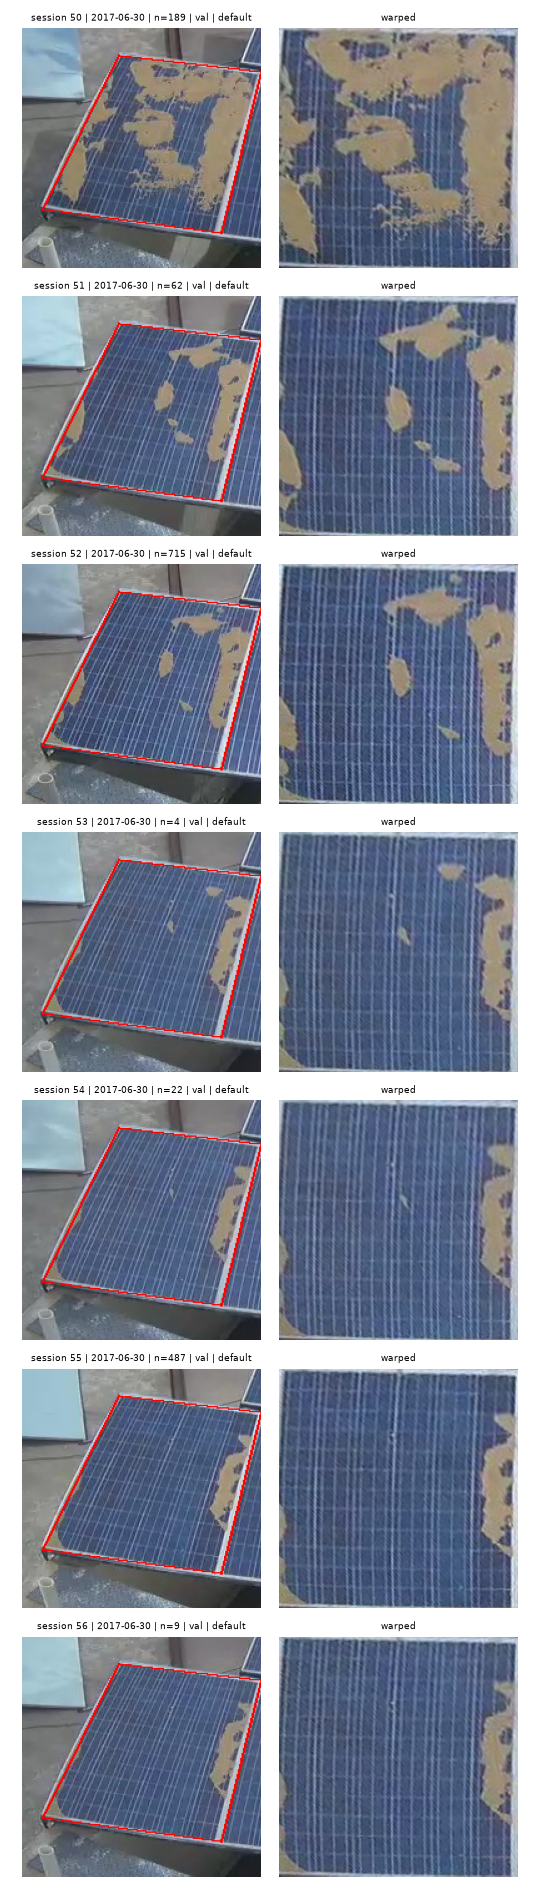 session 50 | 2017-06-30 | n=189 | val | default
warped
session 51 | 2017-06-30 | n=62 | val | default
warped
session 52 | 2017-06-30 | n=715 | val | default
warped
session 53 | 2017-06-30 | n=4 | val | default
warped
session 54 | 2017-06-30 | n=22 | val | default
warped
session 55 | 2017-06-30 | n=487 | val | default
warped
session 56 | 2017-06-30 | n=9 | val | default
warped